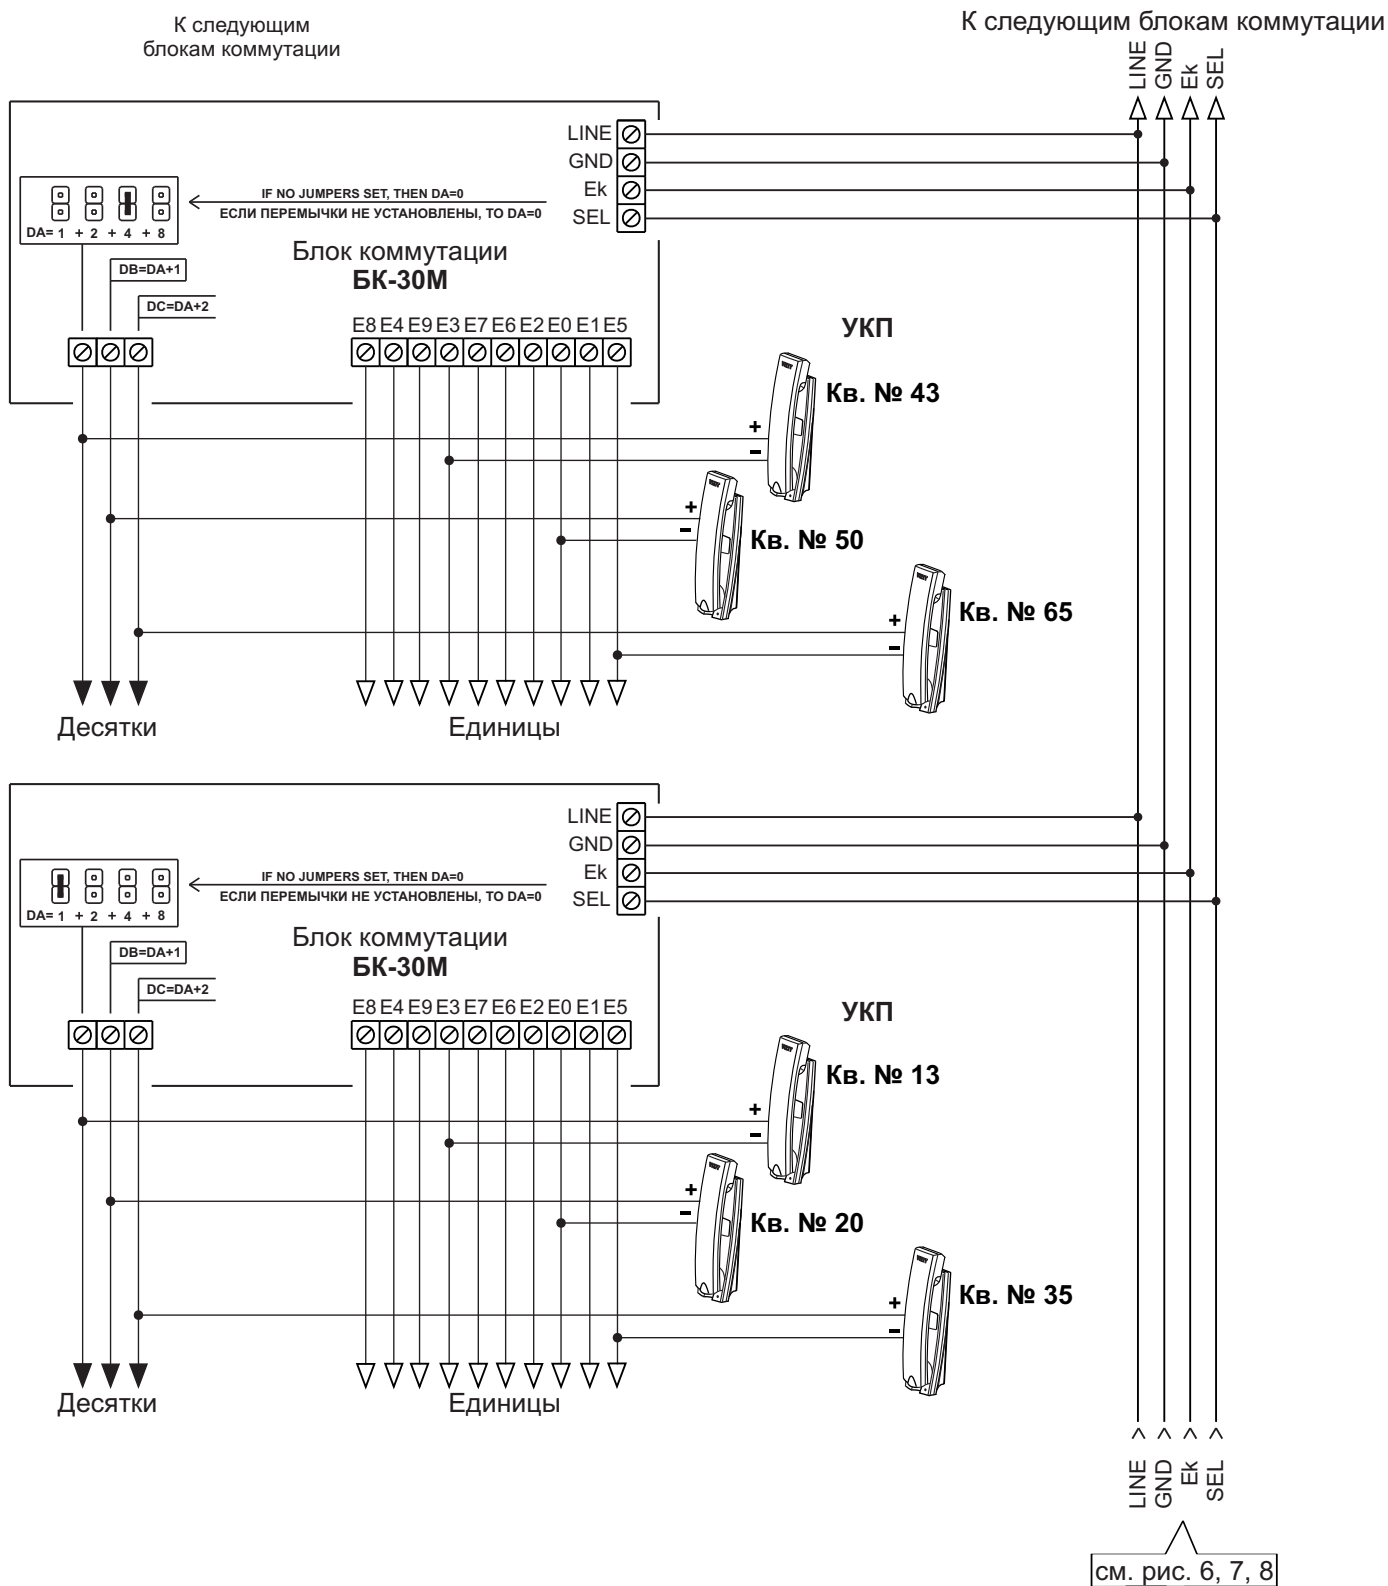 К следующим
блокам коммутации
К следующим блокам коммутации
LINE
GND
Ek
SEL
LINE
GND
Ek
SEL
IF NO JUMPERS SET, THEN DA=0
ЕСЛИ ПЕРЕМЫЧКИ НЕ УСТАНОВЛЕНЫ, ТО DA=0
DA= 1 + 2 + 4 + 8
Блок коммутации
БК-30М
DB=DA+1
DC=DA+2
E8 E4 E9 E3 E7 E6 E2 E0 E1 E5
УКП
Кв. № 43
+
−
+
−
Кв. № 50
Кв. № 65
+
−
Десятки
Единицы
LINE
GND
Ek
SEL
IF NO JUMPERS SET, THEN DA=0
ЕСЛИ ПЕРЕМЫЧКИ НЕ УСТАНОВЛЕНЫ, ТО DA=0
DA= 1 + 2 + 4 + 8
Блок коммутации
БК-30М
DB=DA+1
DC=DA+2
E8 E4 E9 E3 E7 E6 E2 E0 E1 E5
УКП
Кв. № 13
+
−
+
−
Кв. № 20
Кв. № 35
+
−
Десятки
Единицы
LINE
GND
Ek
SEL
см. рис. 6, 7, 8